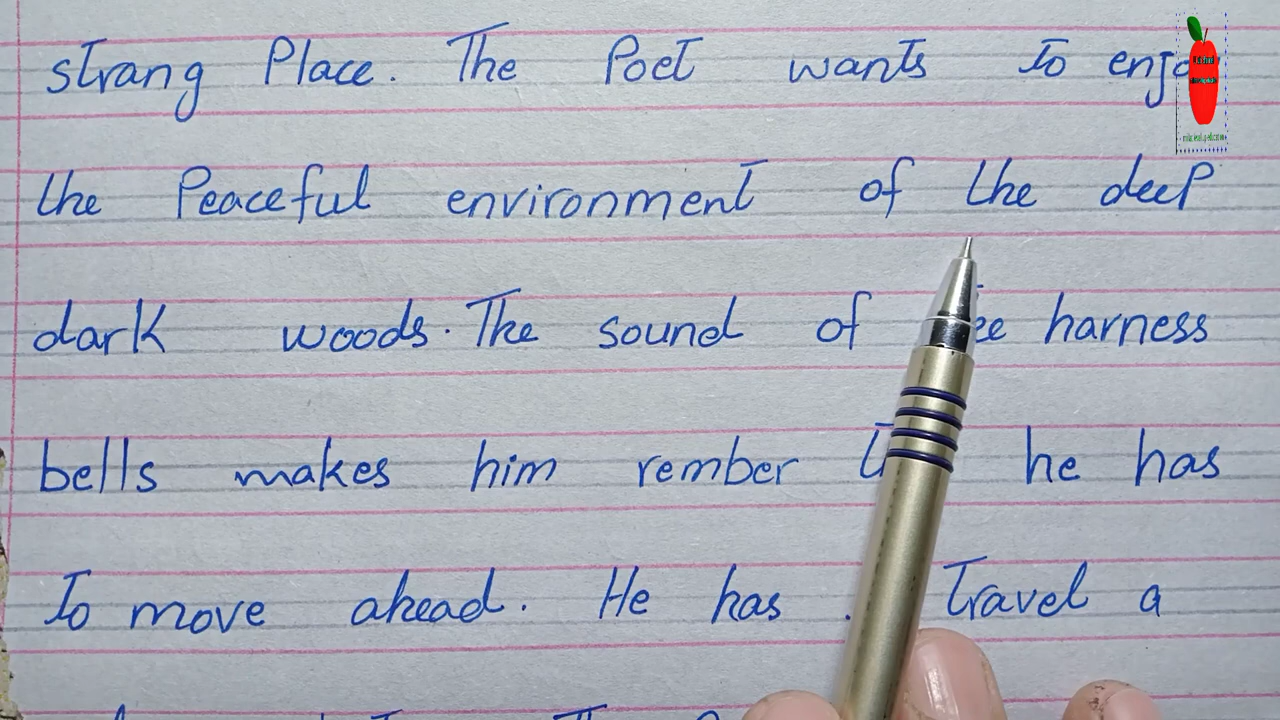 strang Place. The Poet wants To
the Peaceful environment of the deep
dark woods. The sound of harness
bells makes him rember he has
To move ahead. He has Travel a